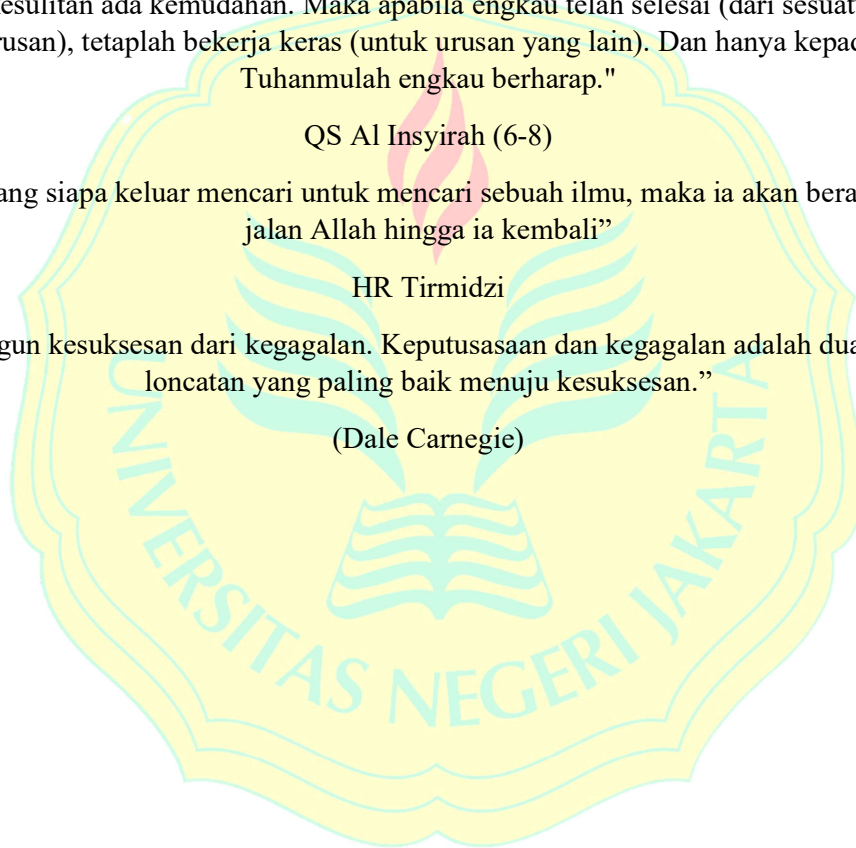 kesulitan ada kemudahan. Maka apabila engkau telah selesai (dari
tetaplah bekerja keras (untuk urusan yang lain). Dan hanya
Tuhanmulah engkau berharap."
QS Al Insyirah (6-8)
siapa keluar mencari untuk mencari sebuah ilmu, maka ia akan
jalan Allah hingga ia kembali”
HR Tirmidzi
kesuksesan dari kegagalan. Keputusasaan dan kegagalan adalah
loncatan yang paling baik menuju kesuksesan.”
(Dale Carnegie)
UNIVERSITAS NEGERI JAKARTA